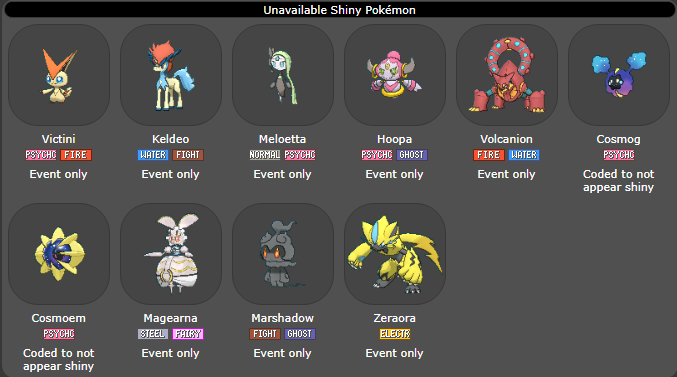 Unavailable Shiny Pokémon
Victini Keldeo Meloetta Hoopa Volcanion Cosmog
PSYCHC FIRE WATER FIGHT NORMAL PSYCHC PSYCHC GHOST FIRE WATER PSYCHC
Event only Event only Event only Event only Event only Coded to not
appear shiny
Cosmoem Magearna Marshadow Zeraora
PSYCHC STEEL FAIRY FIGHT GHOST ELECTR
Coded to not Event only Event only Event only
appear shiny